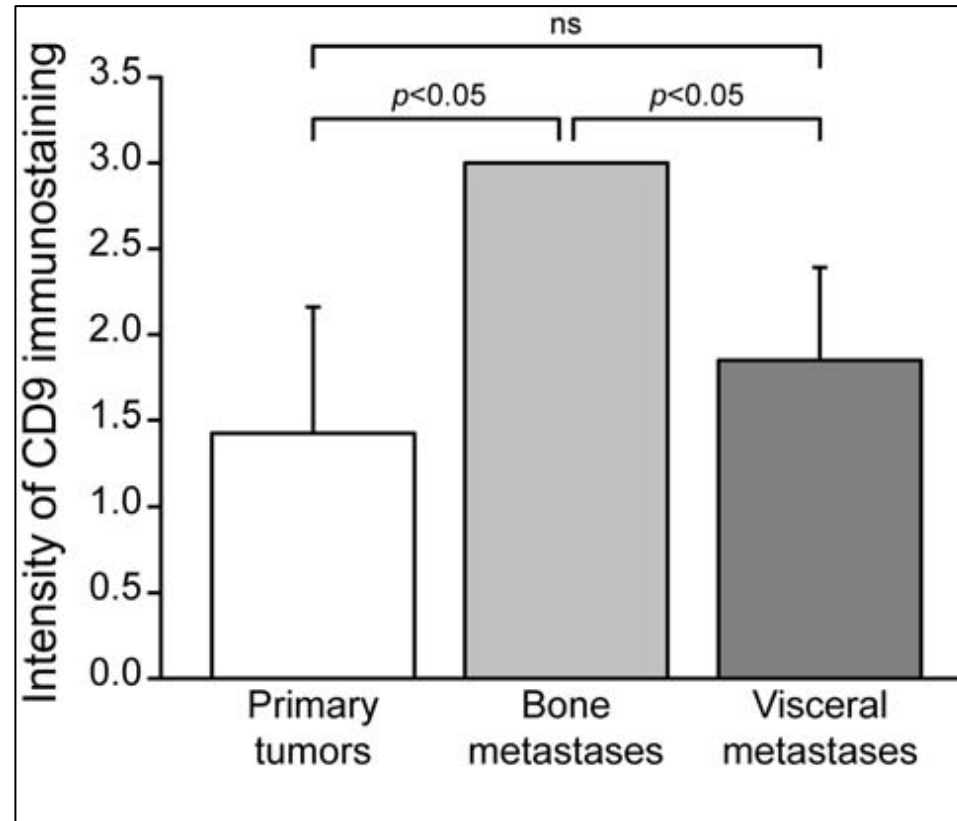 ns
p<0.05 p<0.05
Intensity of CD9 immunostaining
3.5
3.0
2.5
2.0
1.5
1.0
0.5
0.0
Primary
tumors
Bone
metastases
Visceral
metastases